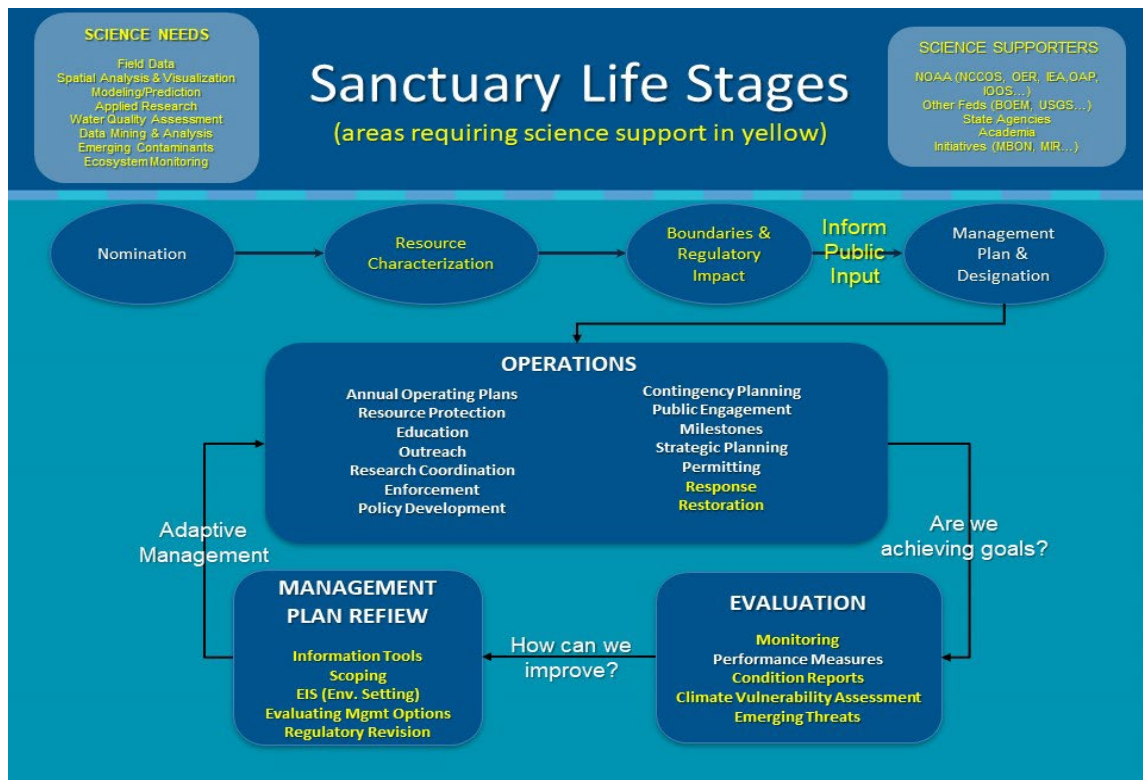 SCIENCE NEEDS
Field Data
Spatial Analysis & Visualization
Modeling/Prediction
Applied Research
Water Quality Assessment
Data Mining & Analysis
Emerging Contaminants
Ecosystem Monitoring
Sanctuary Life Stages
(areas requiring science support in yellow)
SCIENCE SUPPORTERS
NOAA (NCCOS, OER, IEA,OAP,
IOOS...)
Other Feds (BOEM, USGS...)
State Agencies
Academia
Initiatives (MBON, MIR...)
Nomination
Resource
Characterization
Boundaries &
Regulatory
Impact
Inform
Public
Input
Management
Plan &
Designation
OPERATIONS
Annual Operating Plans
Resource Protection
Education
Outreach
Research Coordination
Enforcement
Policy Development
Contingency Planning
Public Engagement
Milestones
Strategic Planning
Permitting
Response
Restoration
Adaptive
Management
Are we
achieving goals?
MANAGEMENT
PLAN REFIEW
Information Tools
Scoping
EIS (Env. Setting)
Evaluating Mgmt Options
Regulatory Revision
How can we
improve?
EVALUATION
Monitoring
Performance Measures
Condition Reports
Climate Vulnerability Assessment
Emerging Threats